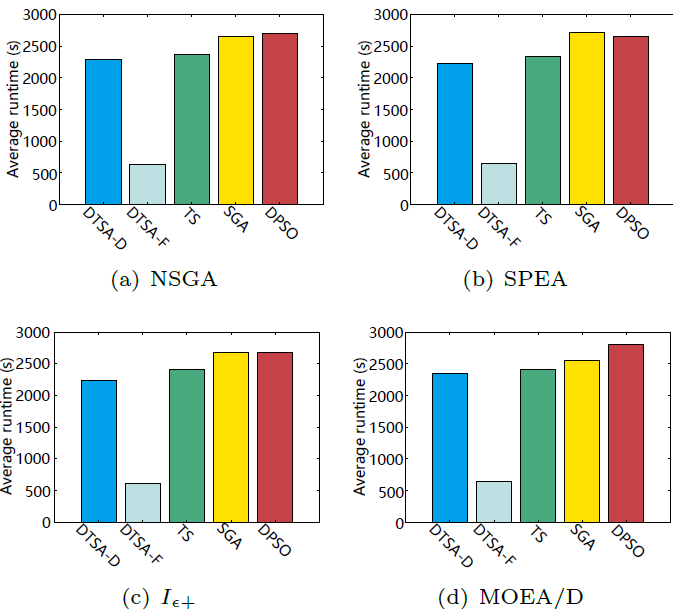 Average runtime (s)
3000
2500
2000
1500
1000
500
0
DTSA-D
DTSA-F
TS
SGA
DPSO
(a) NSGA
Average runtime (s)
3000
2500
2000
1500
1000
500
0
DTSA-D
DTSA-F
TS
SGA
DPSO
(b) SPEA
Average runtime (s)
3000
2500
2000
1500
1000
500
0
DTSA-D
DTSA-F
TS
SGA
DPSO
(c) Iϵ+
Average runtime (s)
3000
2500
2000
1500
1000
500
0
DTSA-D
DTSA-F
TS
SGA
DPSO
(d) MOEA/D